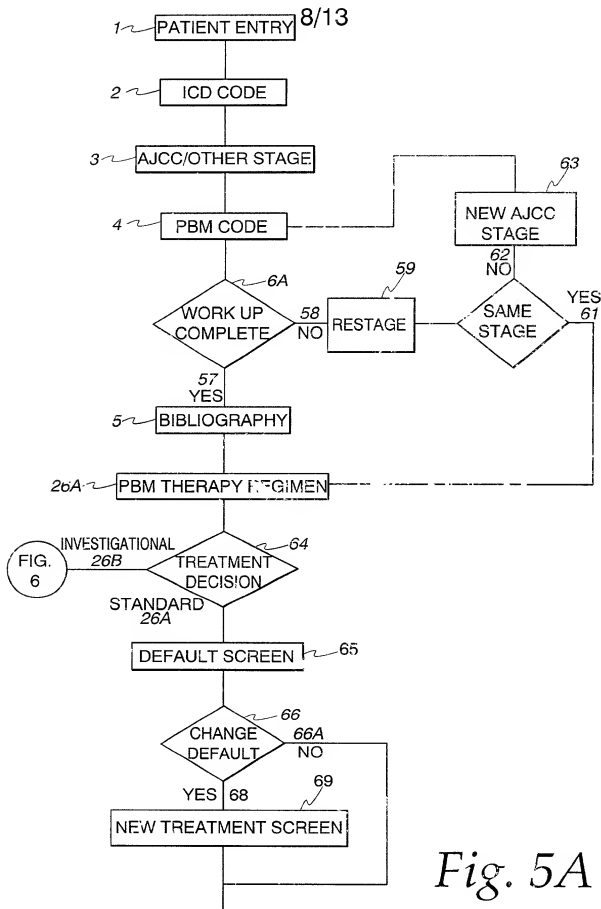 8/13
1 PATIENT ENTRY
2 ICD CODE
3 AJCC/OTHER STAGE
4 PBM CODE
63
NEW AJCC
STAGE
62
NO
6A
WORK UP
COMPLETE
58
NO
59
RESTAGE
SAME
STAGE
YES
61
57
YES
5 BIBLIOGRAPHY
26A PBM THERAPY REGIMEN
64
TREATMENT
DECISION
INVESTIGATIONAL
26B
FIG.
6
STANDARD
26A
DEFAULT SCREEN 65
66
CHANGE
DEFAULT
66A
NO
YES 68
69
NEW TREATMENT SCREEN
Fig. 5A